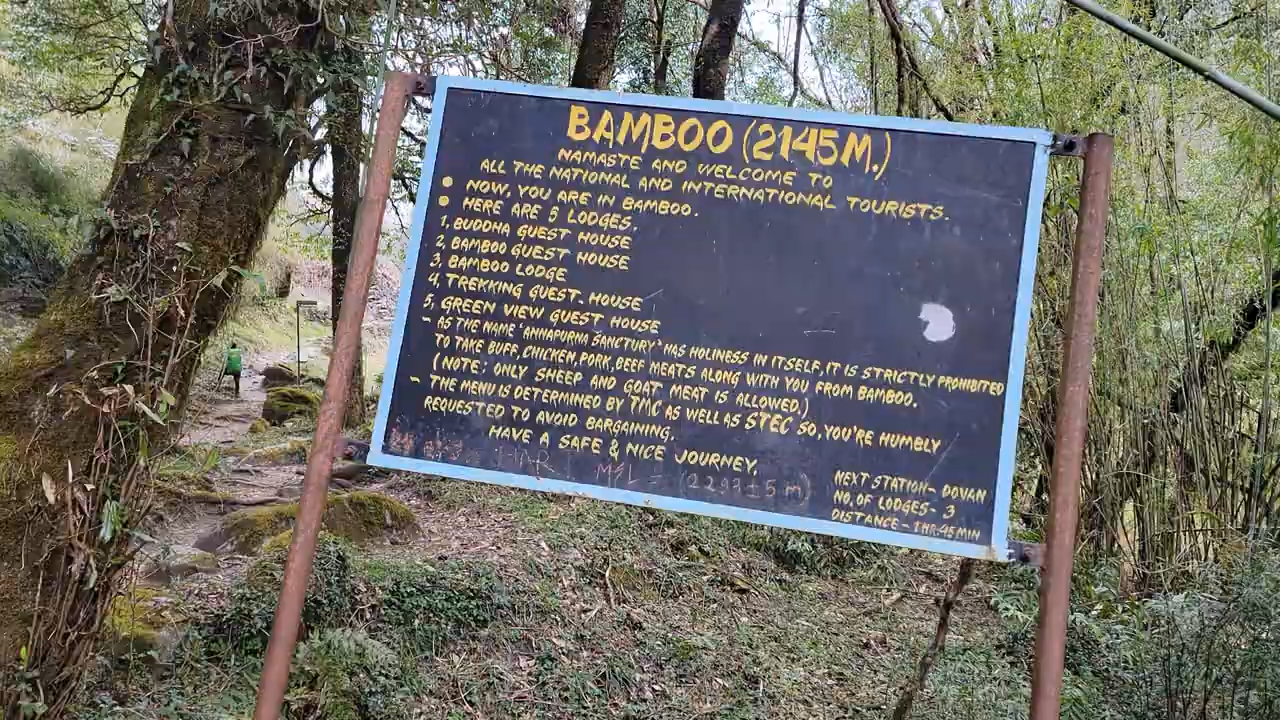 BAMBOO (2145M.)
NAMASTE AND WELCOME TO
ALL THE NATIONAL AND INTERNATIONAL TOURISTS.
• NOW, YOU ARE IN BAMBOO.
• HERE ARE 5 LODGES.
1, BUDDHA GUEST HOUSE
2, BAMBOO GUEST HOUSE
3, BAMBOO LODGE
4, TREKKING GUEST-HOUSE
5, GREEN VIEW GUEST HOUSE
- AS THE NAME 'ANNAPURNA SANCTUARY' HAS HOLINESS IN ITSELF, IT IS STRICTLY PROHIBITED
TO TAKE BUFF, CHICKEN, PORK, BEEF MEATS ALONG WITH YOU FROM BAMBOO.
(NOTE: ONLY SHEEP AND GOAT MEAT IS ALLOWED.)
- THE MENU IS DETERMINED BY TMC AS WELL AS STEC SO, YOU'RE HUMBLY
REQUESTED TO AVOID BARGAINING.
HAVE A SAFE & NICE JOURNEY,
NEXT STATION- DOVAN
NO. OF LODGES- 3
DISTANCE - 1HR.45MIN